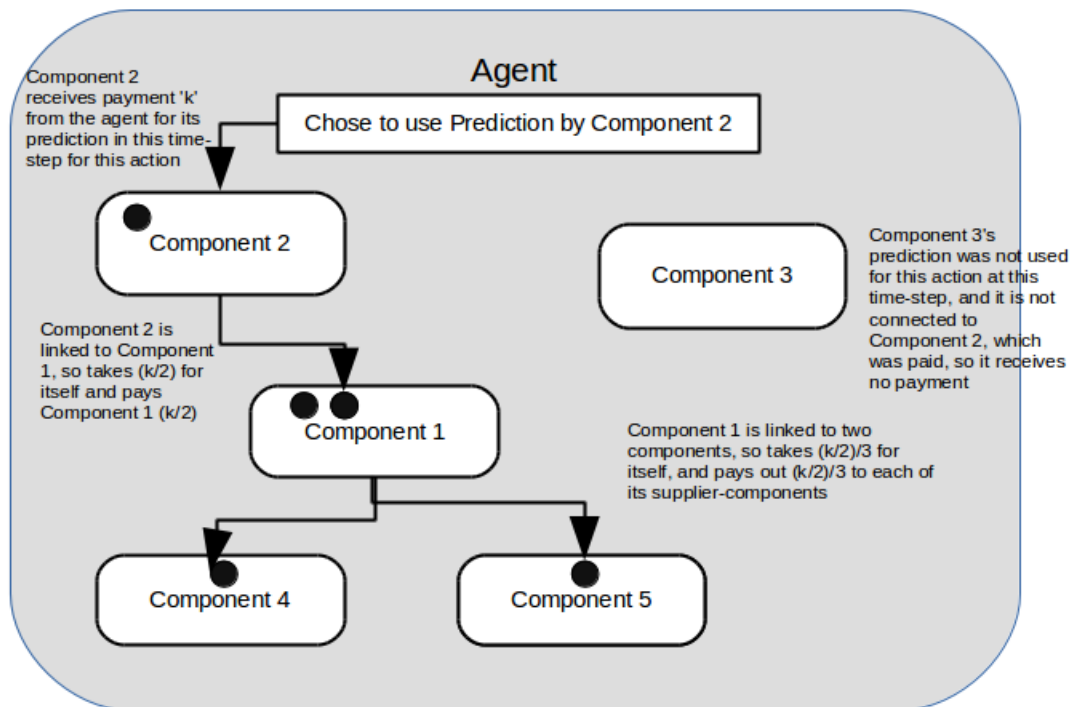 Agent
Component 2
receives payment 'k'
from the agent for its
prediction in this time-
step for this action
Chose to use Prediction by Component 2
Component 2
Component 3
Component 3's
prediction was not used
for this action at this
time-step, and it is not
connected to
Component 2, which
was paid, so it receives
no payment
Component 2 is
linked to Component
1, so takes (k/2) for
itself and pays
Component 1 (k/2)
Component 1
Component 1 is linked to two
components, so takes (k/2)/3 for
itself, and pays out (k/2)/3 to each of
its supplier-components
Component 4
Component 5